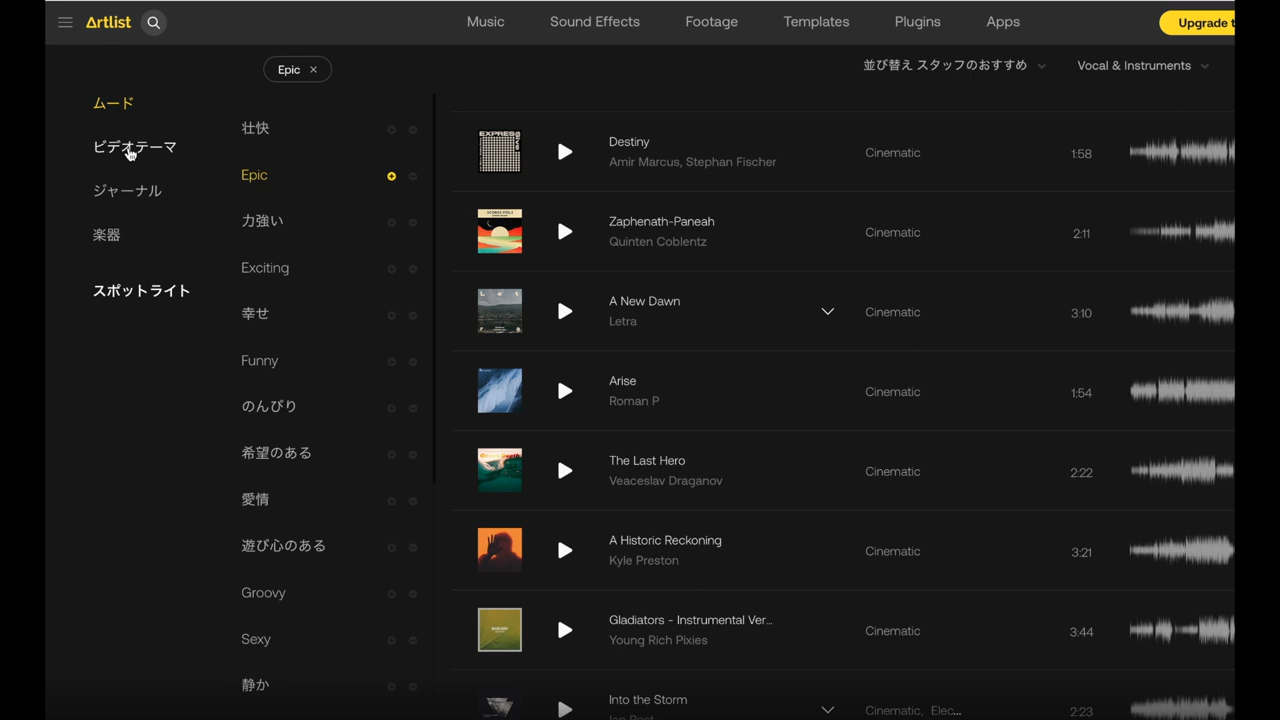 Artlist
Music
Sound Effects
Footage
Templates
Plugins
Apps
Upgrade t
Epic ×
並び替え スタッフのおすすめ
Vocal & Instruments
ムード
ビデオテーマ
ジャーナル
楽器
スポットライト
壮快
Epic
力強い
Exciting
幸せ
Funny
のんびり
希望のある
愛情
遊び心のある
Groovy
Sexy
静か
EXPRES
Destiny
Amir Marcus, Stephan Fischer
Cinematic
1:58
Zaphenath-Paneah
Quinten Coblentz
Cinematic
2:11
A New Dawn
Letra
Cinematic
3:10
Arise
Roman P
Cinematic
1:54
The Last Hero
Veaceslav Draganov
Cinematic
2:22
A Historic Reckoning
Kyle Preston
Cinematic
3:21
Gladiators - Instrumental Ver...
Young Rich Pixies
Cinematic
3:44
Into the Storm
Ian Post
Cinematic, Elec...
2:23